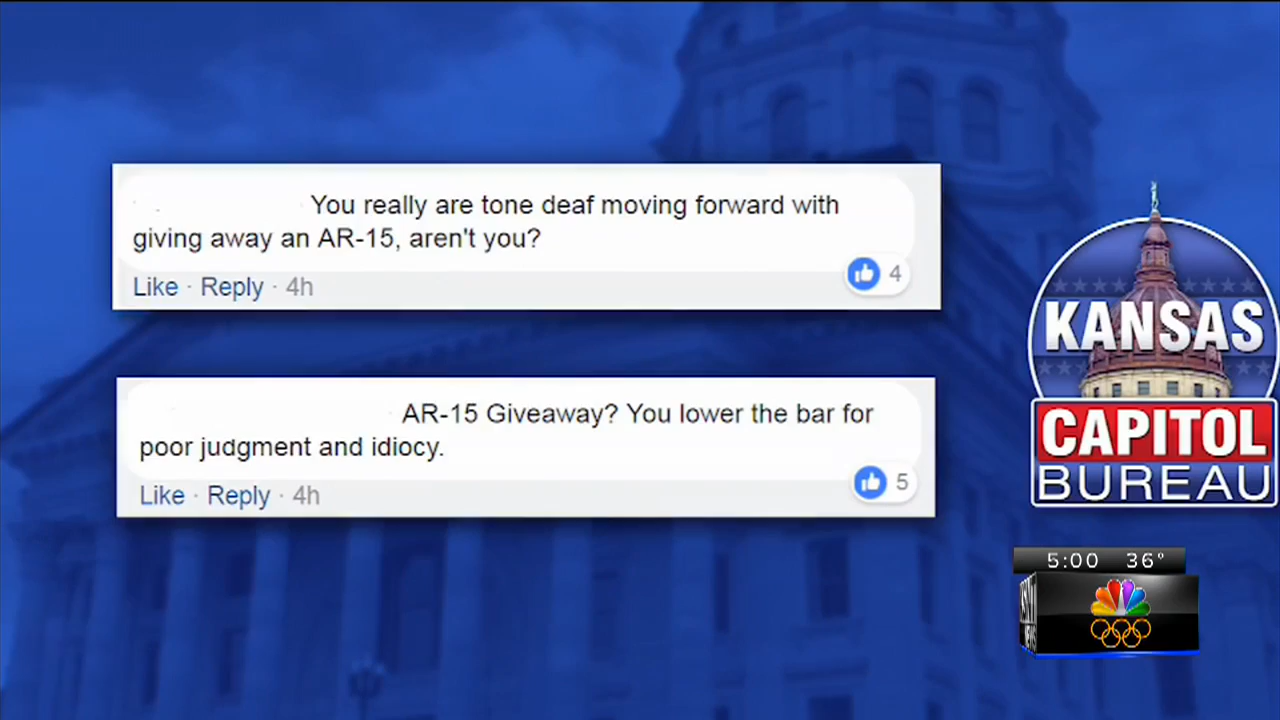 You really are tone deaf moving forward with
giving away an AR-15, aren't you?
Like · Reply · 4h
4
AR-15 Giveaway? You lower the bar for
poor judgment and idiocy.
Like · Reply · 4h
5
KANSAS
CAPITOL
BUREAU
5:00 36°
NEWS